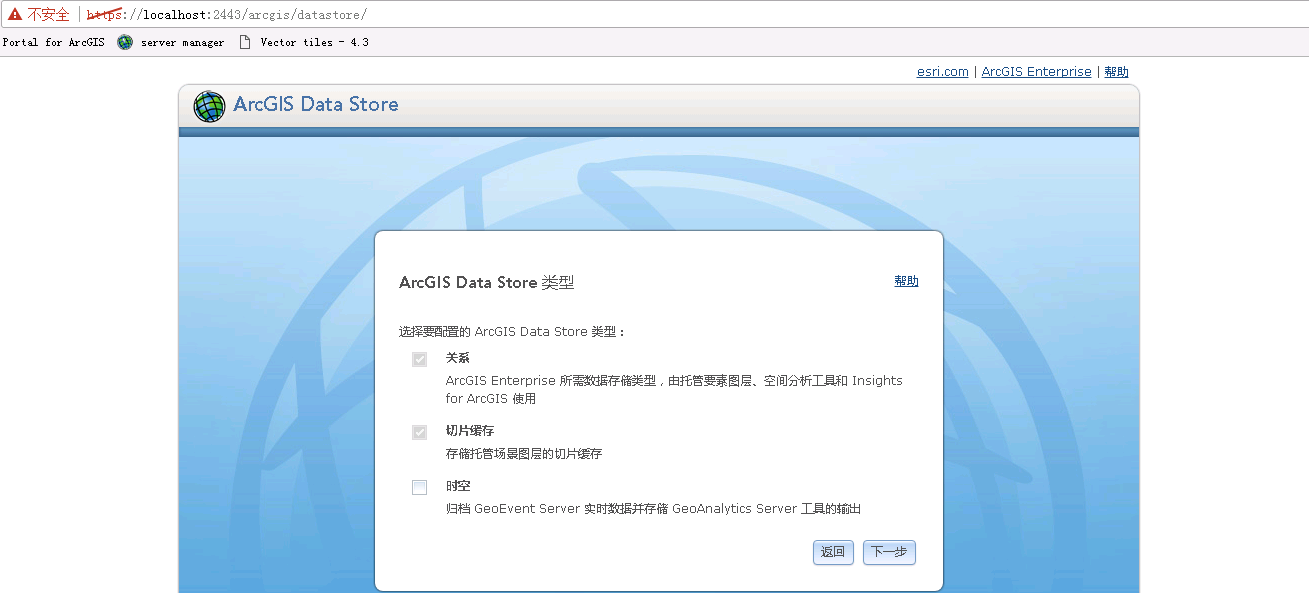 不安全 | https://localhost:2443/arcgis/datastore/
Portal for ArcGIS server manager Vector tiles - 4.3
esri.com | ArcGIS Enterprise | 帮助
ArcGIS Data Store
ArcGIS Data Store 类型 帮助
选择要配置的 ArcGIS Data Store 类型：
关系
ArcGIS Enterprise 所需数据存储类型，由托管要素图层、空间分析工具和 Insights
for ArcGIS 使用
切片缓存
存储托管场景图层的切片缓存
时空
归档 GeoEvent Server 实时数据并存储 GeoAnalytics Server 工具的输出
返回 下一步